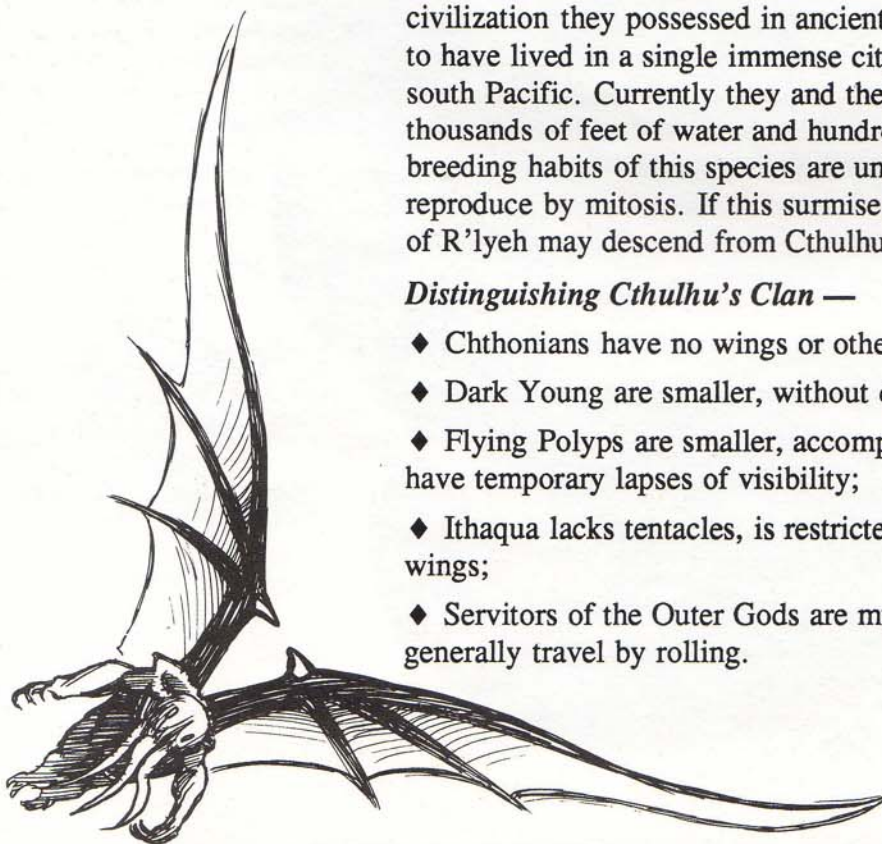 civilization they possessed in ancient
to have lived in a single immense cit
south Pacific. Currently they and the
thousands of feet of water and hundr
breeding habits of this species are un
reproduce by mitosis. If this surmise
of R'lyeh may descend from Cthulhu
Distinguishing Cthulhu's Clan —
♦ Chthonians have no wings or othe
♦ Dark Young are smaller, without
♦ Flying Polyps are smaller, accomp
have temporary lapses of visibility;
♦ Ithaqua lacks tentacles, is restricte
wings;
♦ Servitors of the Outer Gods are m
generally travel by rolling.